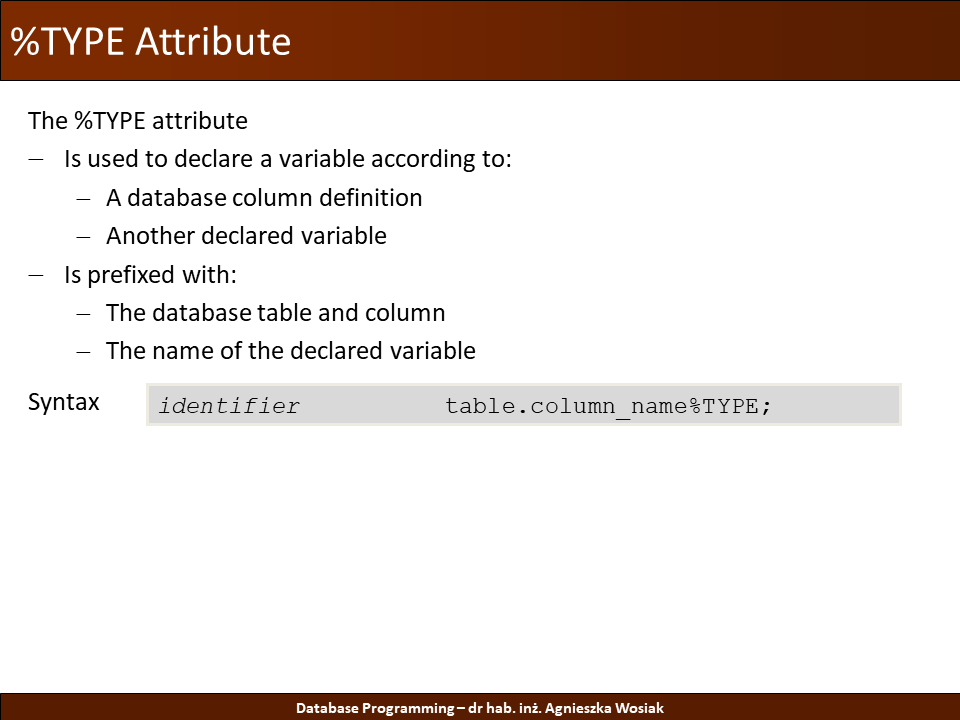 %TYPE Attribute
The %TYPE attribute
– Is used to declare a variable according to:
– A database column definition
– Another declared variable
– Is prefixed with:
– The database table and column
– The name of the declared variable
Syntax identifier table.column_name%TYPE;
Database Programming – dr hab. inż. Agnieszka Wosiak